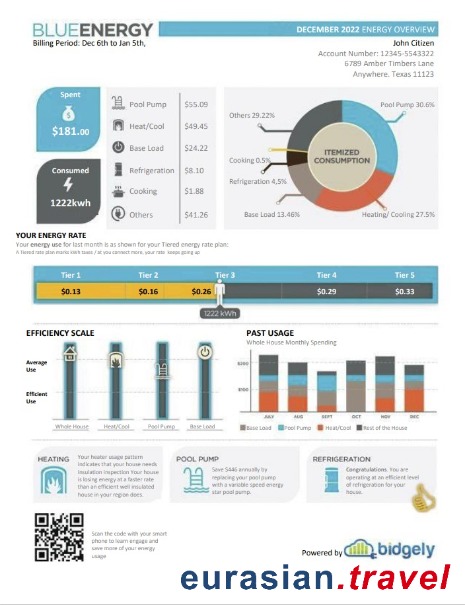 BLUEENERGY
DECEMBER 2022 ENERGY OVERVIEW
Billing Period: Dec 6th to Jan 5th,
John Citizen
Account Number: 12345-5543322
6789 Amber Timbers Lane
Anywhere, Texas 11123
Spent
$181.00
Consumed
1222kwh
Pool Pump $55.09
Heat/Cool $49.45
Base Load $24.22
Refrigeration $8.10
Cooking $1.88
Others $41.26
Others 29.22%
Pool Pump 30.6%
ITEMIZED
CONSUMPTION
Cooking 0.5%
Refrigeration 4,5%
Base Load 13.46%
Heating/ Cooling 27.5%
YOUR ENERGY RATE
Your energy use for last month is as shown for your Tiered energy rate plan:
Tier 1 Tier 2 Tier 3 Tier 4 Tier 5
$0.13 $0.16 $0.26 $0.29 $0.33
1222 kWh
EFFICIENCY SCALE
Average
Use
Efficient
Use
Whole House Heat/Cool Pool Pump Base Load
PAST USAGE
Whole House Monthly Spending
JULY AUG SEPT OCT NOV DEC
Base Load Pool Pump Heat/Cool Rest of the House
HEATING
Your heater usage pattern
indicates that your house needs
insulation inspection Your house
is losing energy at a faster rate
than an efficient well insulated
house in your region does.
POOL PUMP
Save $446 annually by
replacing your pool pump
with a variable speed energy
star pool pump.
REFRIGERATION
Congratulations. You are
operating at an efficient level
of refrigeration for your
house.
Scan the code with your smart
phone to learn engage and
save more of your energy
usage
Powered by bidgely
eurasian.travel